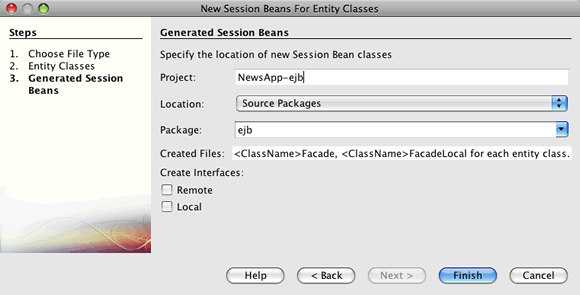 New Session Beans For Entity Classes
Steps
1. Choose File Type
2. Entity Classes
3. Generated Session
Beans
Generated Session Beans
Specify the location of new Session Bean classes
Project: NewsApp-ejb
Location: Source Packages
Package: ejb
Created Files: <ClassName>Facade, <ClassName>FacadeLocal for each entity class.
Create Interfaces:
Remote
Local
Help < Back Next > Finish Cancel